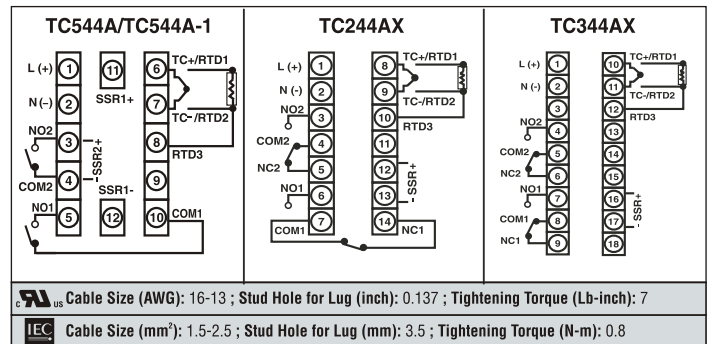 TC544A/TC544A-1
L (+) 1 11 6 TC+/RTD1
SSR1+
N (-) 2 7 TC-/RTD2
NO2 3 8 RTD3
-SSR2+
COM2 4 9
SSR1-
NO1 5 12 10 COM1
TC244AX
L (+) 1 8 TC+/RTD1
N (-) 2 9 TC-/RTD2
NO2 3 10 RTD3
COM2 4 11
NC2 5 12
- SSR+
NO1 6 13
COM1 7 14 NC1
TC344AX
L (+) 1 10 TC+/RTD1
N (-) 2 11 TC-/RTD2
3 12 RTD3
NO2 4 13
COM2 5 14
NC2 6 15
NO1 7 16
- SSR+
COM1 8 17
NC1 9 18
c RU us Cable Size (AWG): 16-13 ; Stud Hole for Lug (inch): 0.137 ; Tightening Torque (Lb-inch): 7
IEC Cable Size (mm²): 1.5-2.5 ; Stud Hole for Lug (mm): 3.5 ; Tightening Torque (N-m): 0.8